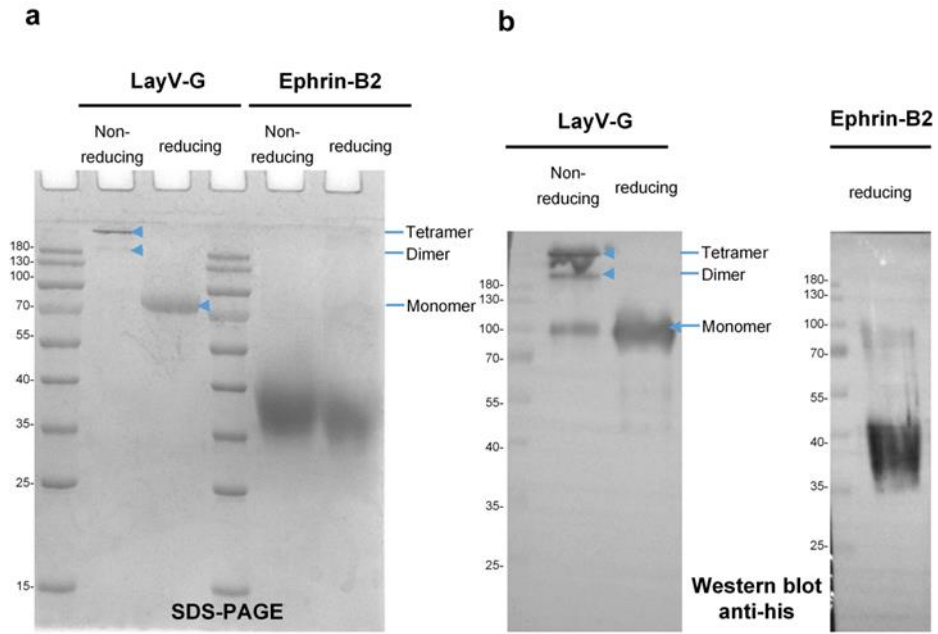 a
LayV-G
Ephrin-B2
Non-
reducing
reducing
Non-
reducing
reducing
180-
130-
100-
70-
55-
40-
35-
25-
15-
Tetramer
Dimer
Monomer
SDS-PAGE
b
LayV-G
Non-
reducing
reducing
180-
130-
100-
70-
55-
40-
35-
25-
Tetramer
Dimer
Monomer
Western blot
anti-his
Ephrin-B2
reducing
180-
130-
100-
70-
55-
40-
35-
25-